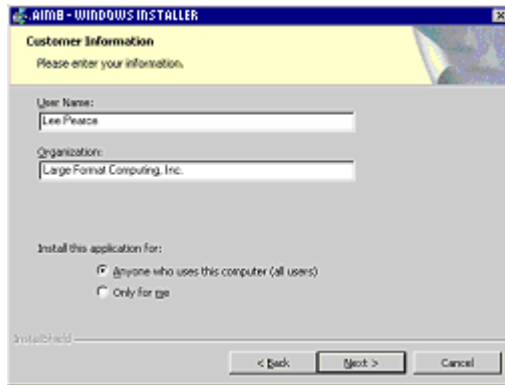 .AIM8 - WINDOWS INSTALLER
Customer Information
Please enter your information.
User Name:
Lee Pearce
Organization:
Large Format Computing, Inc.
Install this application for:
Anyone who uses this computer (all users)
Only for me
InstallShield
< Back Next > Cancel